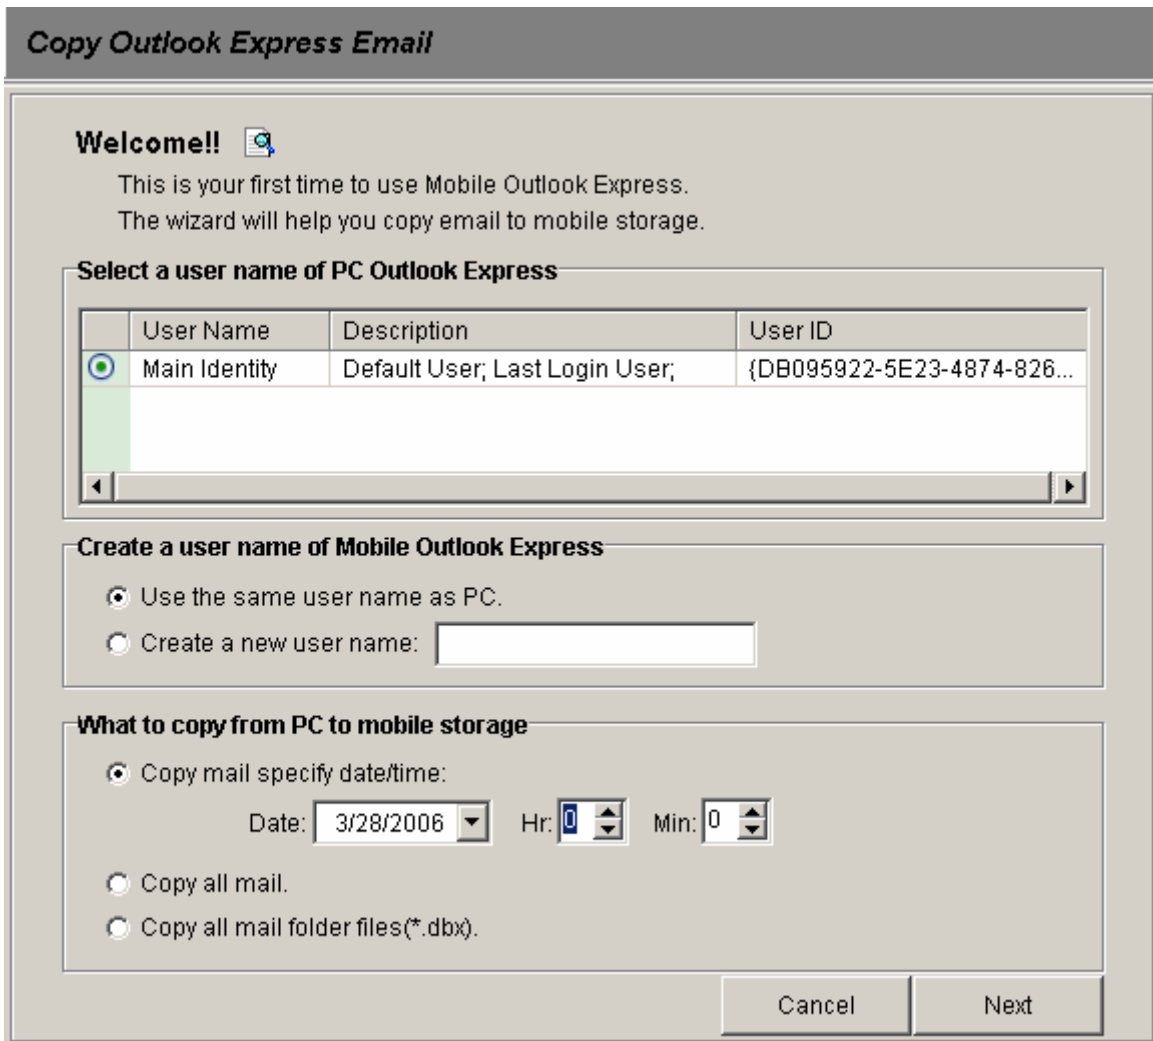 Copy Outlook Express Email
Welcome!!
This is your first time to use Mobile Outlook Express.
The wizard will help you copy email to mobile storage.
Select a user name of PC Outlook Express
User Name Description User ID
Main Identity Default User; Last Login User; {DB095922-5E23-4874-826...
Create a user name of Mobile Outlook Express
Use the same user name as PC.
Create a new user name:
What to copy from PC to mobile storage
Copy mail specify date/time:
Date: 3/28/2006 Hr: 0 Min: 0
Copy all mail.
Copy all mail folder files(*.dbx).
Cancel Next